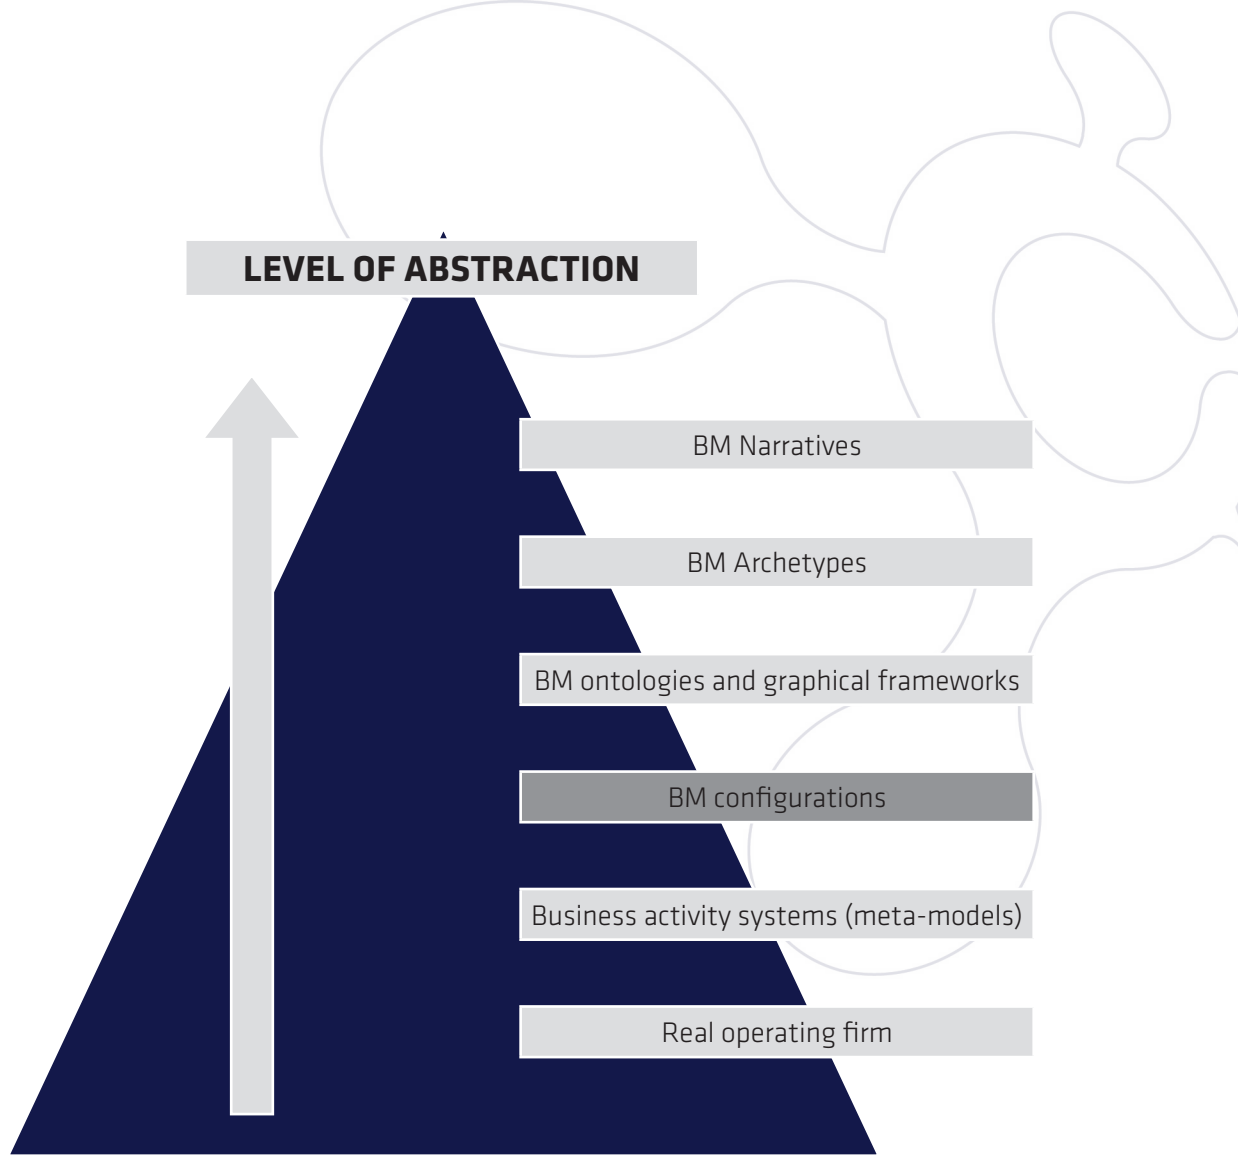 LEVEL OF ABSTRACTION
BM Narratives
BM Archetypes
BM ontologies and graphical frameworks
BM configurations
Business activity systems (meta-models)
Real operating firm